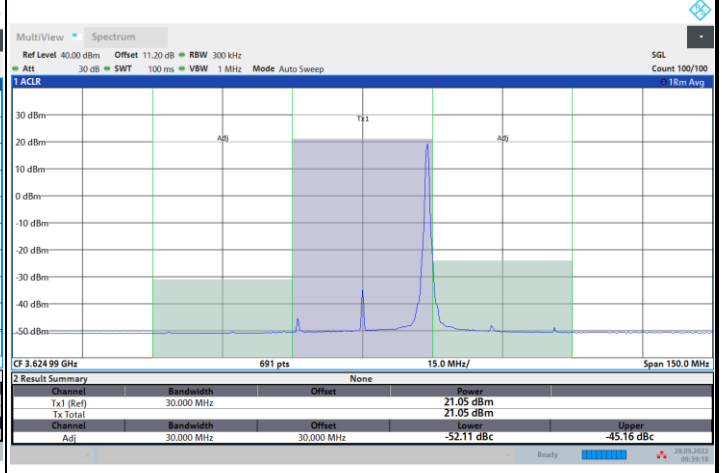 MultiView Spectrum
Ref Level 40.00 dBm Offset 11.20 dB RBW 300 kHz SGL
Att 30 dB SWT 100 ms VBW 1 MHz Mode Auto Sweep Count 100/100
1 ACLR 1Rm Avg
30 dBm
Tx1
Adj Adj
20 dBm
10 dBm
0 dBm
-10 dBm
-20 dBm
-30 dBm
-40 dBm
-50 dBm
CF 3.624 99 GHz 691 pts 15.0 MHz/ Span 150.0 MHz
2 Result Summary None
Channel Bandwidth Offset Power
Tx1 (Ref) 30.000 MHz 21.05 dBm
Tx Total 21.05 dBm
Channel Bandwidth Offset Lower Upper
Adj 30.000 MHz 30.000 MHz -52.11 dBc -45.16 dBc
Ready 28.09.2022
09:39:18